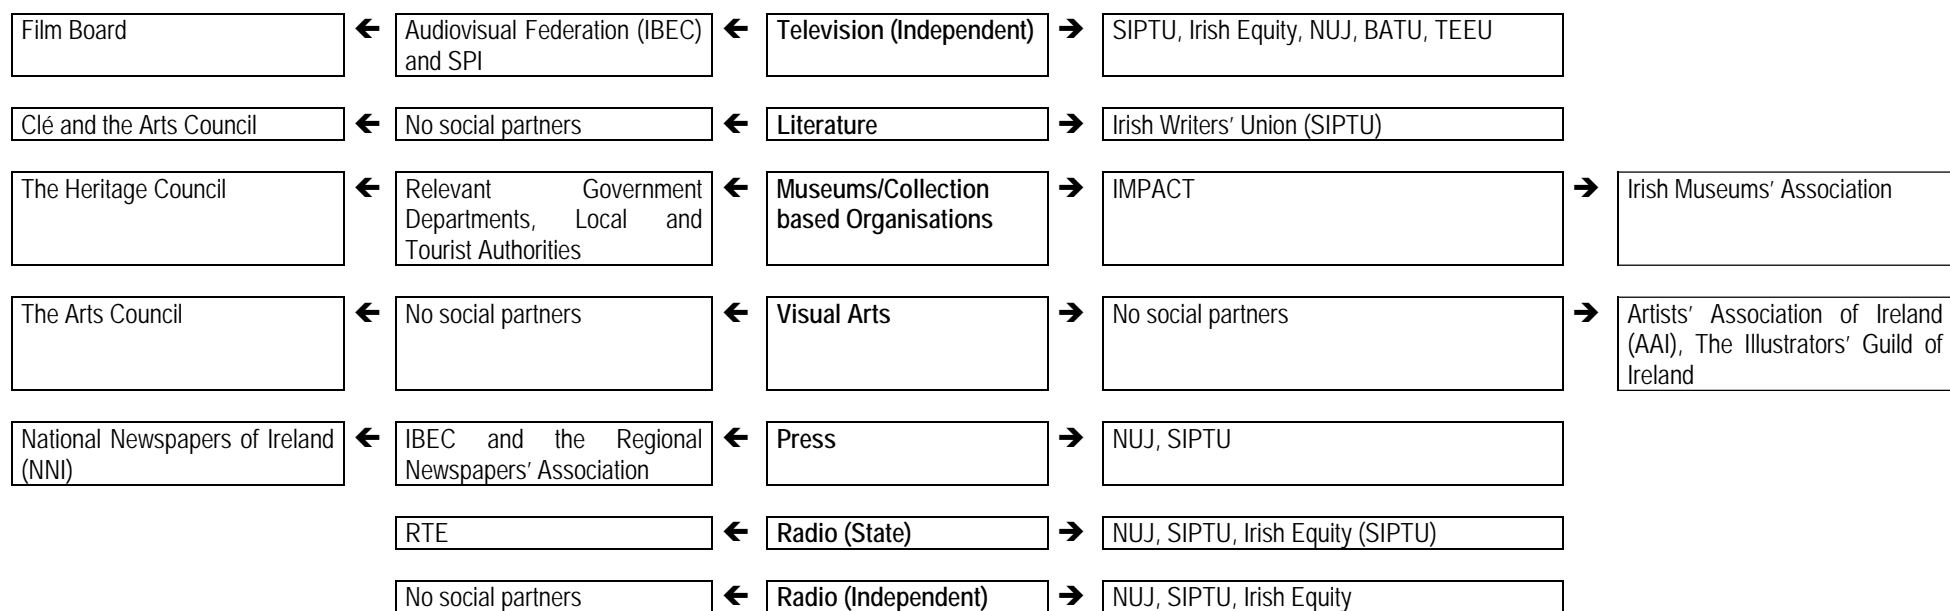 Film Board
Audiovisual Federation (IBEC)
and SPI
Television (Independent)
SIPTU, Irish Equity, NUJ, BATU, TEEU
Clé and the Arts Council
No social partners
Literature
Irish Writers’ Union (SIPTU)
The Heritage Council
Relevant Government
Departments, Local and
Tourist Authorities
Museums/Collection
based Organisations
IMPACT
Irish Museums’ Association
The Arts Council
No social partners
Visual Arts
No social partners
Artists’ Association of Ireland
(AAI), The Illustrators’ Guild of
Ireland
National Newspapers of Ireland
(NNI)
IBEC and the Regional
Newspapers’ Association
Press
NUJ, SIPTU
RTE
Radio (State)
NUJ, SIPTU, Irish Equity (SIPTU)
No social partners
Radio (Independent)
NUJ, SIPTU, Irish Equity